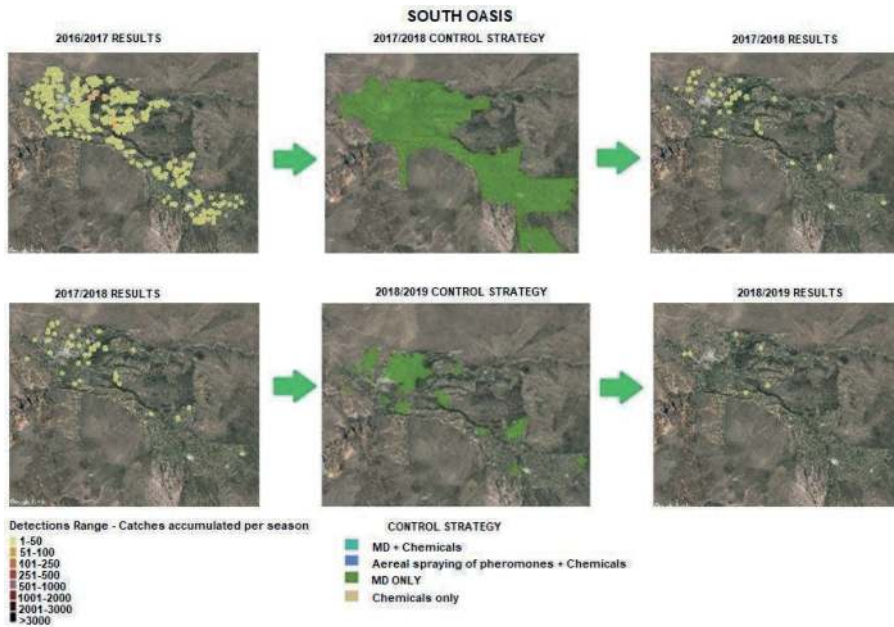 SOUTH OASIS
2016/2017 RESULTS
2017/2018 CONTROL STRATEGY
2017/2018 RESULTS
2017/2018 RESULTS
2018/2019 CONTROL STRATEGY
2018/2019 RESULTS
Detections Range - Catches accumulated per season
1-50
51-100
101-250
251-500
501-1000
1001-2000
2001-3000
>3000
CONTROL STRATEGY
MD + Chemicals
Aereal spraying of pheromones + Chemicals
MD ONLY
Chemicals only